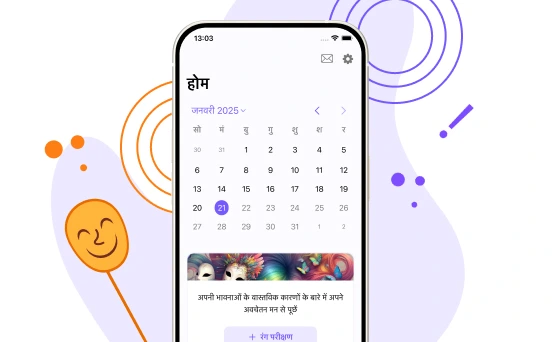 13:03
होम
जनवरी 2025
सो मं बु गु शु श र
30 31 1 2 3 4 5
6 7 8 9 10 11 12
13 14 15 16 17 18 19
20 21 22 23 24 25 26
27 28 29 30 31 1 2
अपनी भावनाओं के वास्तविक कारणों के बारे में अपने
अवचेतन मन से पूछें
+ रंग परीक्षण